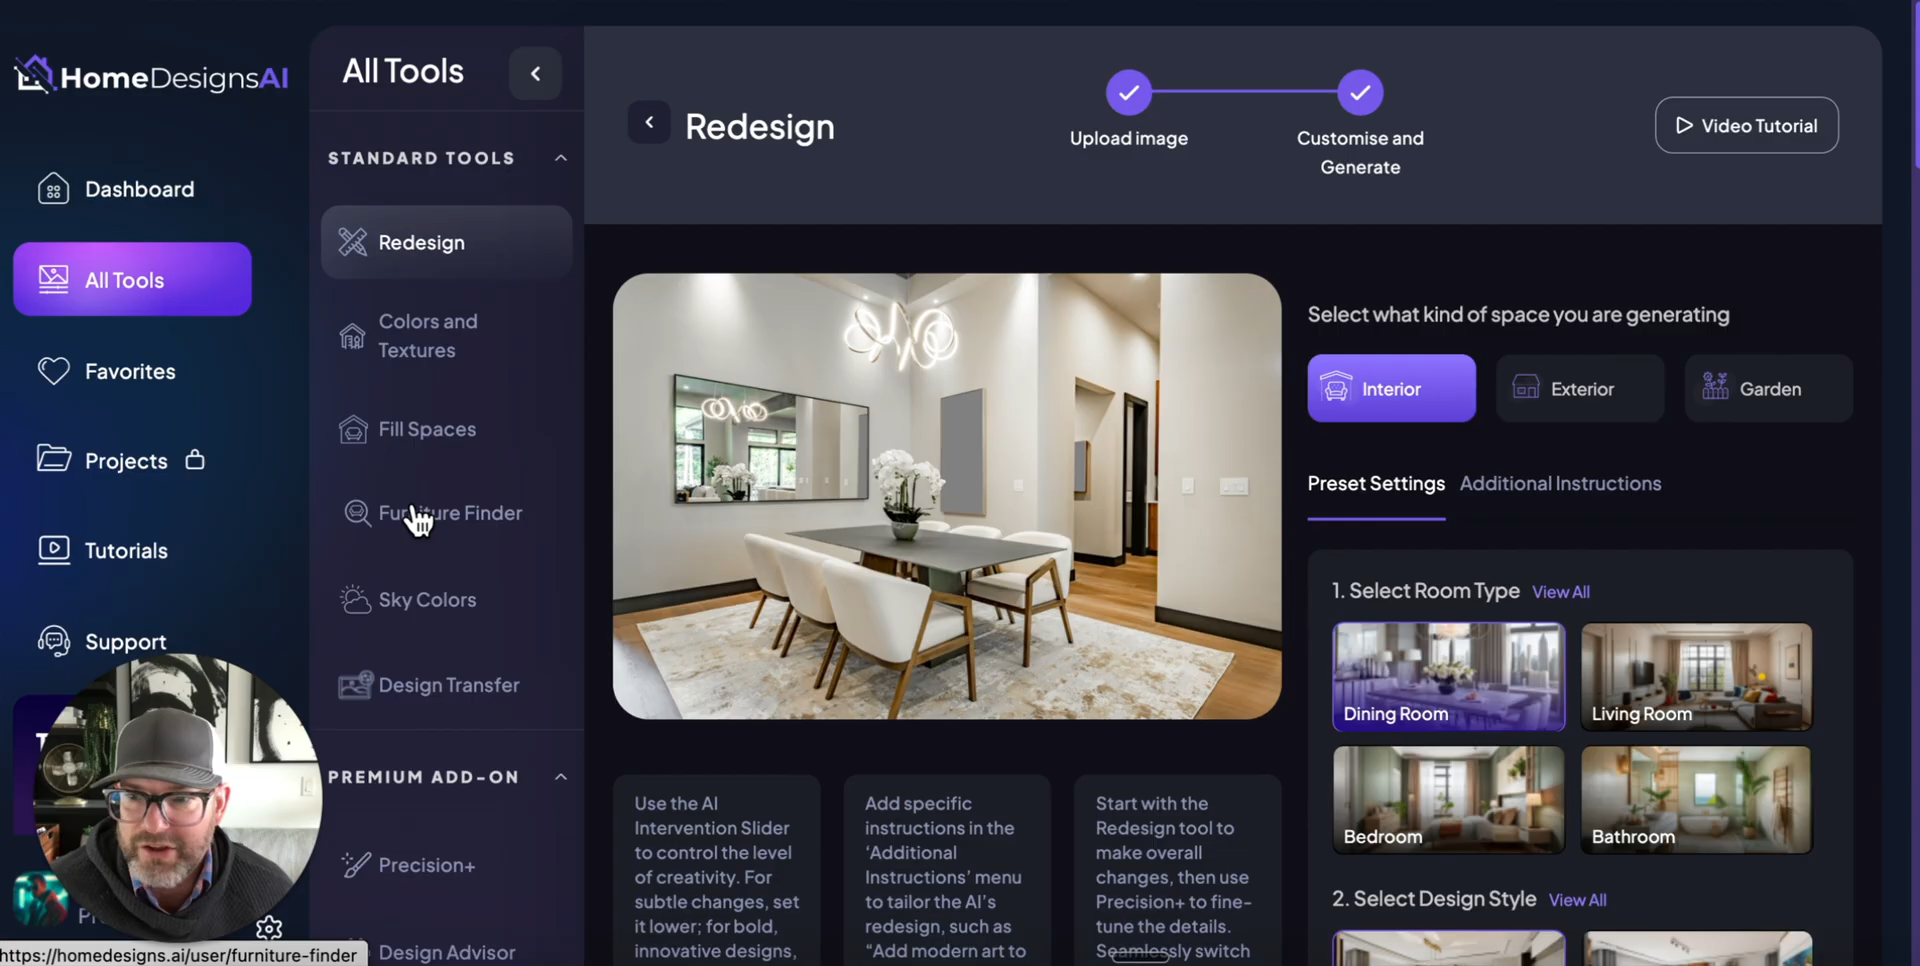 HomeDesignsAI
Dashboard
All Tools
Favorites
Projects
Tutorials
Support
https://homedesigns.ai/user/furniture-finder
All Tools
STANDARD TOOLS
Redesign
Colors and
Textures
Fill Spaces
Furniture Finder
Sky Colors
Design Transfer
PREMIUM ADD-ON
Precision+
Design Advisor
Redesign
Upload image
Customise and
Generate
Video Tutorial
Use the AI
Intervention Slider
to control the level
of creativity. For
subtle changes, set
it lower; for bold,
innovative designs,
Add specific
instructions in the
‘Additional
Instructions’ menu
to tailor the AI’s
redesign, such as
“Add modern art to
Start with the
Redesign tool to
make overall
changes, then use
Precision+ to fine-
tune the details.
Seamlessly switch
Select what kind of space you are generating
Interior
Exterior
Garden
Preset Settings
Additional Instructions
1. Select Room Type View All
Dining Room
Living Room
Bedroom
Bathroom
2. Select Design Style View All